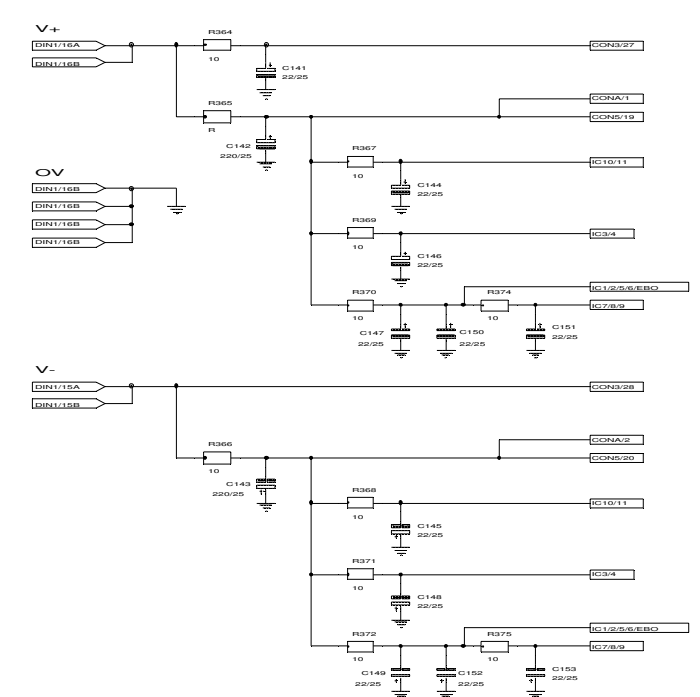 V+
R364
DIN1/16A
CON3/27
DIN1/16B
10
C141
22/25
R365
CONA/1
CON5/19
R
C142
220/25
R367
IC10/11
OV
10
DIN1/16B
C144
22/25
DIN1/16B
DIN1/16B
R369
IC3/4
DIN1/16B
10
C146
22/25
R370
R374
IC1/2/5/6/EBO
IC7/8/9
10
10
C147
22/25
C150
22/25
C151
22/25
V-
DIN1/15A
CON3/28
DIN1/15B
R366
CONA/2
CON5/20
10
C143
220/25
R368
IC10/11
10
C145
22/25
R371
IC3/4
10
C148
22/25
R372
R375
IC1/2/5/6/EBO
IC7/8/9
10
10
C149
22/25
C152
22/25
C153
22/25